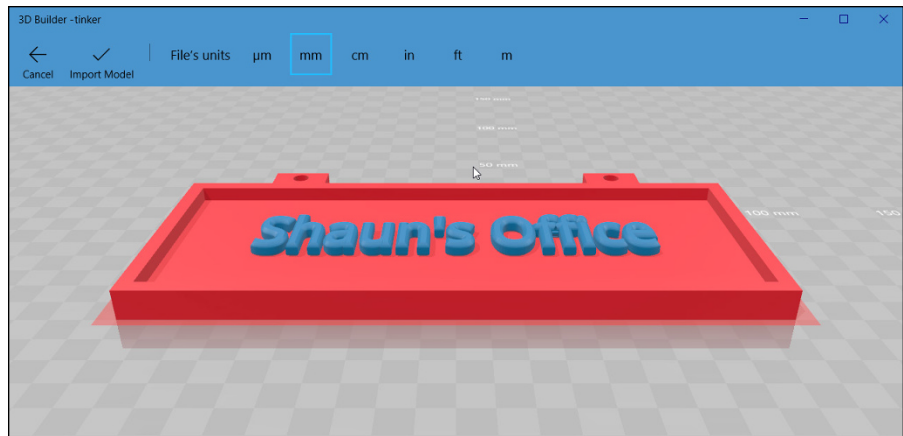 3D Builder -tinker
Cancel
Import Model
File's units
µm
mm
cm
in
ft
m
100 mm
50 mm
100 mm
150
Shaun's Office